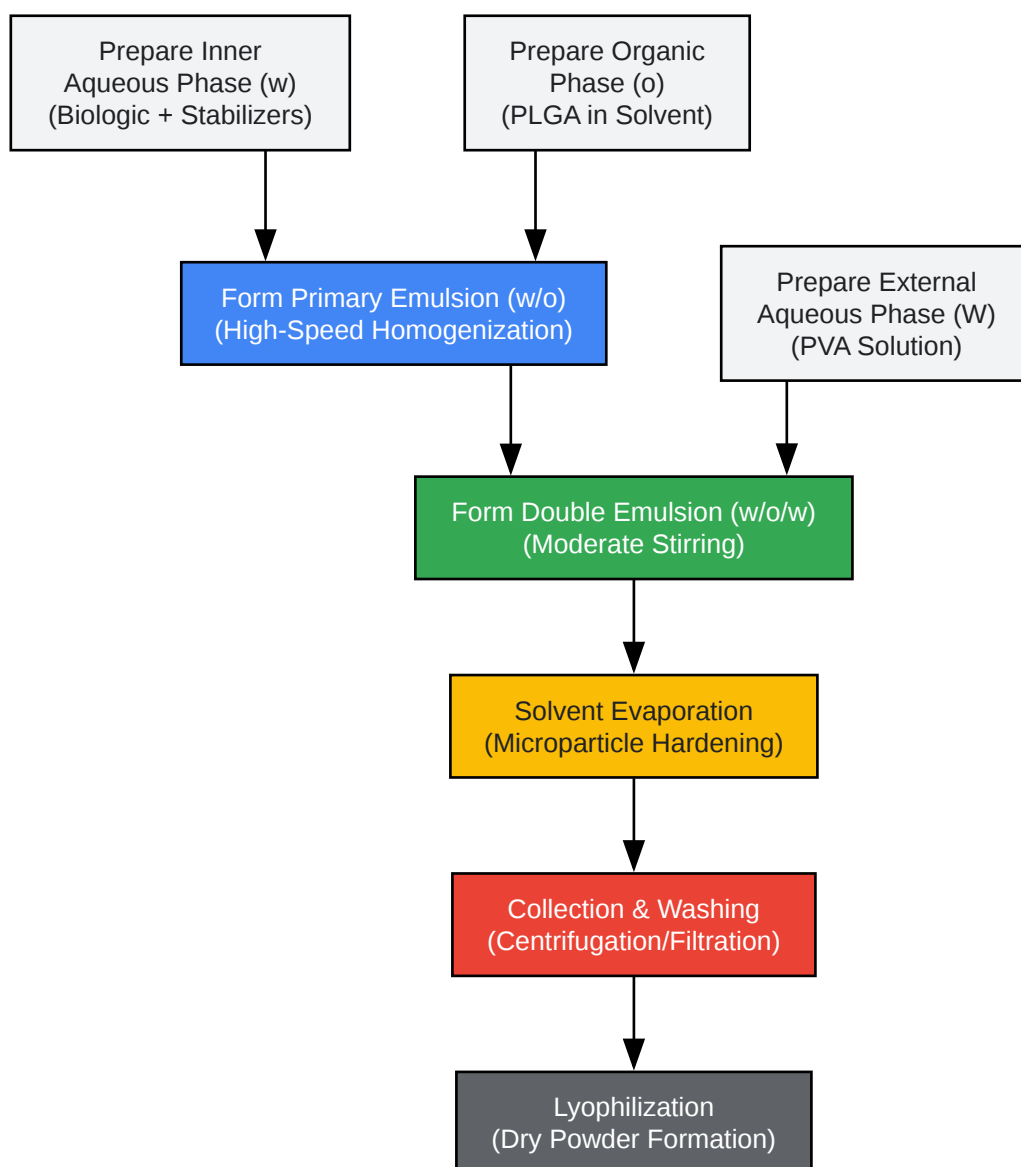 Prepare Inner
Aqueous Phase (w)
(Biologic + Stabilizers)
Prepare Organic
Phase (o)
(PLGA in Solvent)
Form Primary Emulsion (w/o)
(High-Speed Homogenization)
Prepare External
Aqueous Phase (W)
(PVA Solution)
Form Double Emulsion (w/o/w)
(Moderate Stirring)
Solvent Evaporation
(Microparticle Hardening)
Collection & Washing
(Centrifugation/Filtration)
Lyophilization
(Dry Powder Formation)